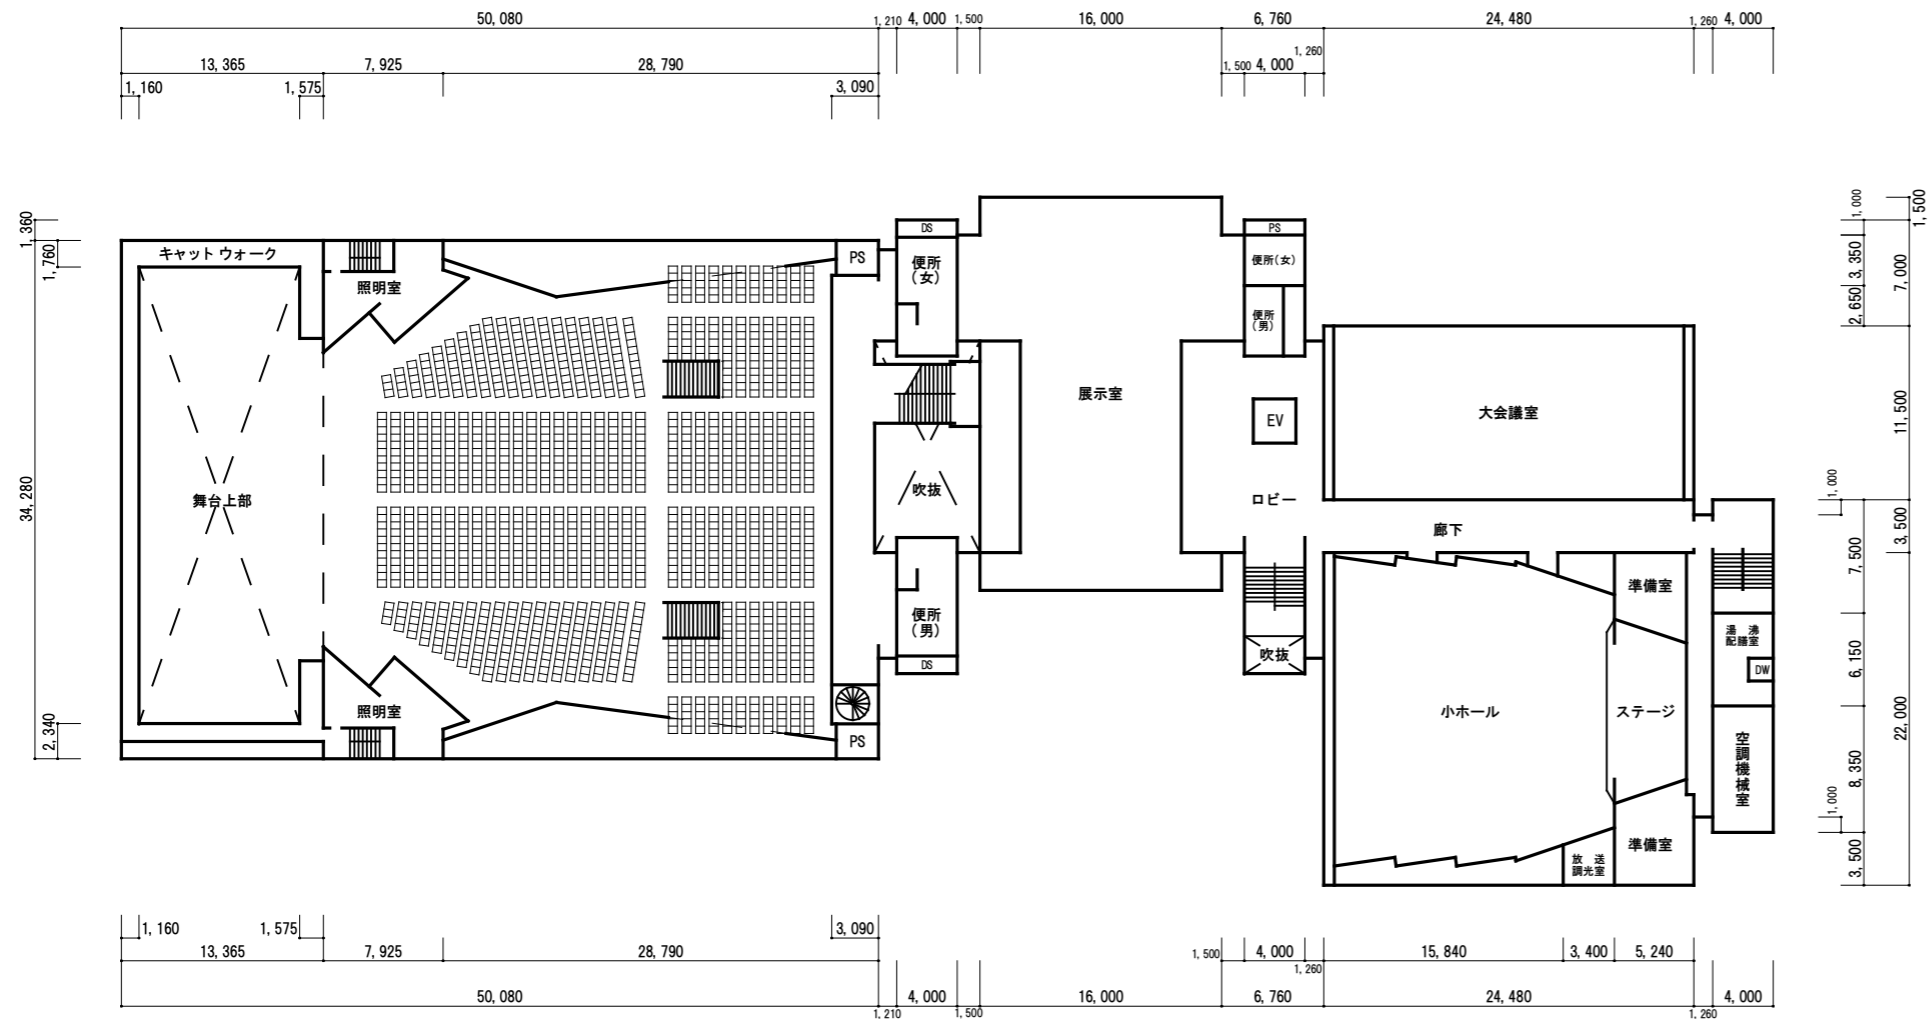 50,080
1,210
4,000
1,500
16,000
6,760
24,480
1,260
4,000
13,365
7,925
28,790
1,500
4,000
1,260
1,160
1,575
3,090
1,360
1,760
34,280
2,340
キャットウォーク
照明室
舞台上部
照明室
PS
PS
DS
便所
(女)
吹抜
便所
(男)
DS
展示室
PS
便所(女)
便所
(男)
EV
ロビー
吹抜
大会議室
廊下
小ホール
準備室
ステージ
準備室
放 送
調光室
湯 沸
配膳室
DW
空調機械室
1,000
3,350
2,650
1,500
7,000
11,500
1,000
7,500
3,500
6,150
22,000
8,350
1,000
3,500
1,160
1,575
3,090
13,365
7,925
28,790
1,500
4,000
1,260
15,840
3,400
5,240
50,080
1,210
4,000
1,500
16,000
6,760
24,480
1,260
4,000